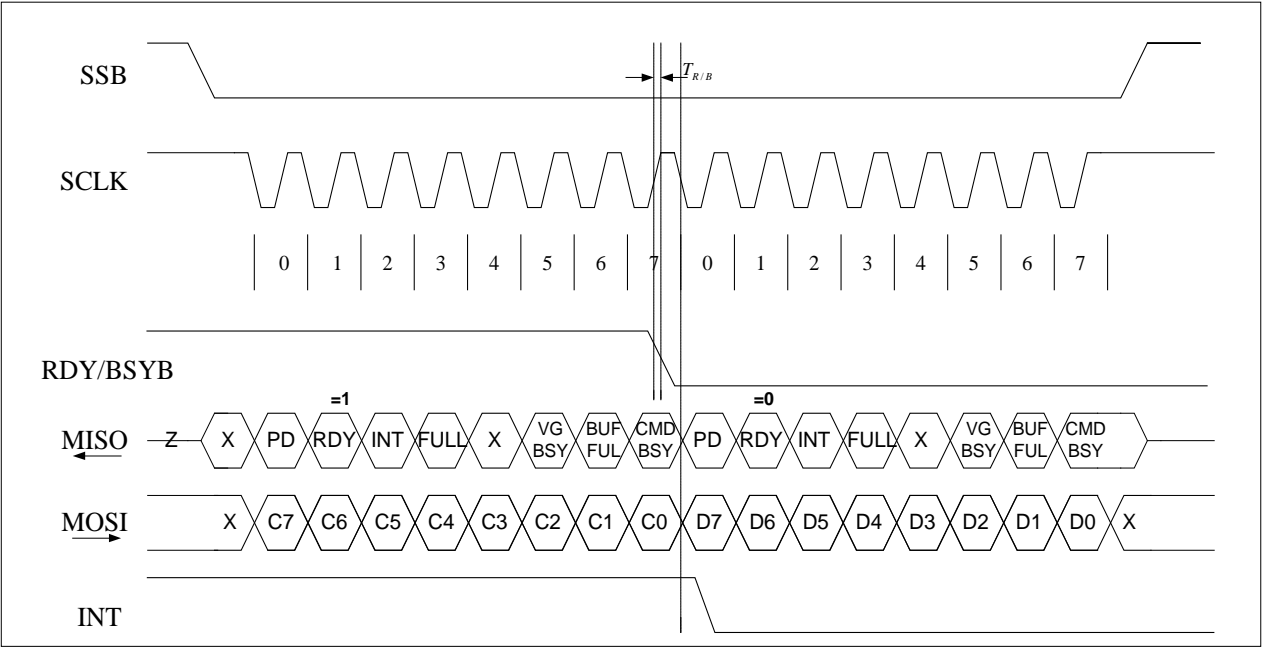 SSB
T R/B
SCLK
0 1 2 3 4 5 6 7 0 1 2 3 4 5 6 7
RDY/BSYB
=1 =0
MISO Z X PD RDY INT FULL X VG BSY BUF FUL CMD BSY PD RDY INT FULL X VG BSY BUF FUL CMD BSY
MOSI X C7 C6 C5 C4 C3 C2 C1 C0 D7 D6 D5 D4 D3 D2 D1 D0 X
INT